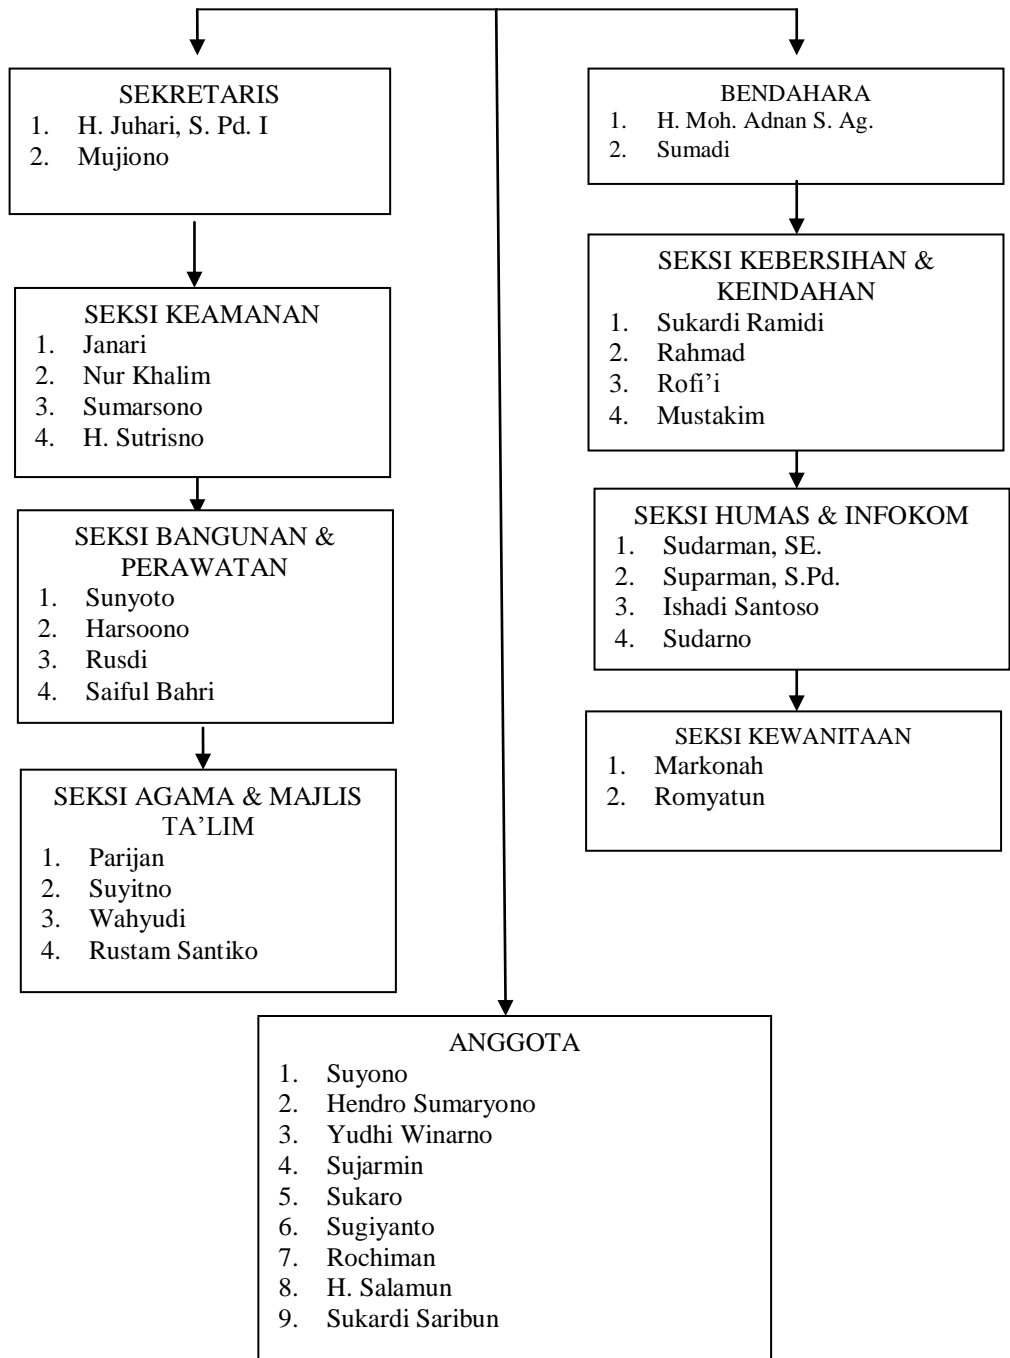 SEKRETARIS
1. H. Juhari, S. Pd. I
2. Mujiono
SEKSI KEAMANAN
1. Janari
2. Nur Khalim
3. Sumarsono
4. H. Sutrisno
SEKSI BANGUNAN &
PERAWATAN
1. Sunyoto
2. Harsoono
3. Rusdi
4. Saiful Bahri
SEKSI AGAMA & MAJLIS
TA’LIM
1. Parijan
2. Suyitno
3. Wahyudi
4. Rustam Santiko
BENDAHARA
1. H. Moh. Adnan S. Ag.
2. Sumadi
SEKSI KEBERSIHAN &
KEINDAHAN
1. Sukardi Ramidi
2. Rahmad
3. Rofi’i
4. Mustakim
SEKSI HUMAS & INFOKOM
1. Sudarman, SE.
2. Suparman, S.Pd.
3. Ishadi Santoso
4. Sudarno
SEKSI KEWANITAAN
1. Markonah
2. Romyatun
ANGGOTA
1. Suyono
2. Hendro Sumaryono
3. Yudhi Winarno
4. Sujarmin
5. Sukaro
6. Sugiyanto
7. Rochiman
8. H. Salamun
9. Sukardi Saribun